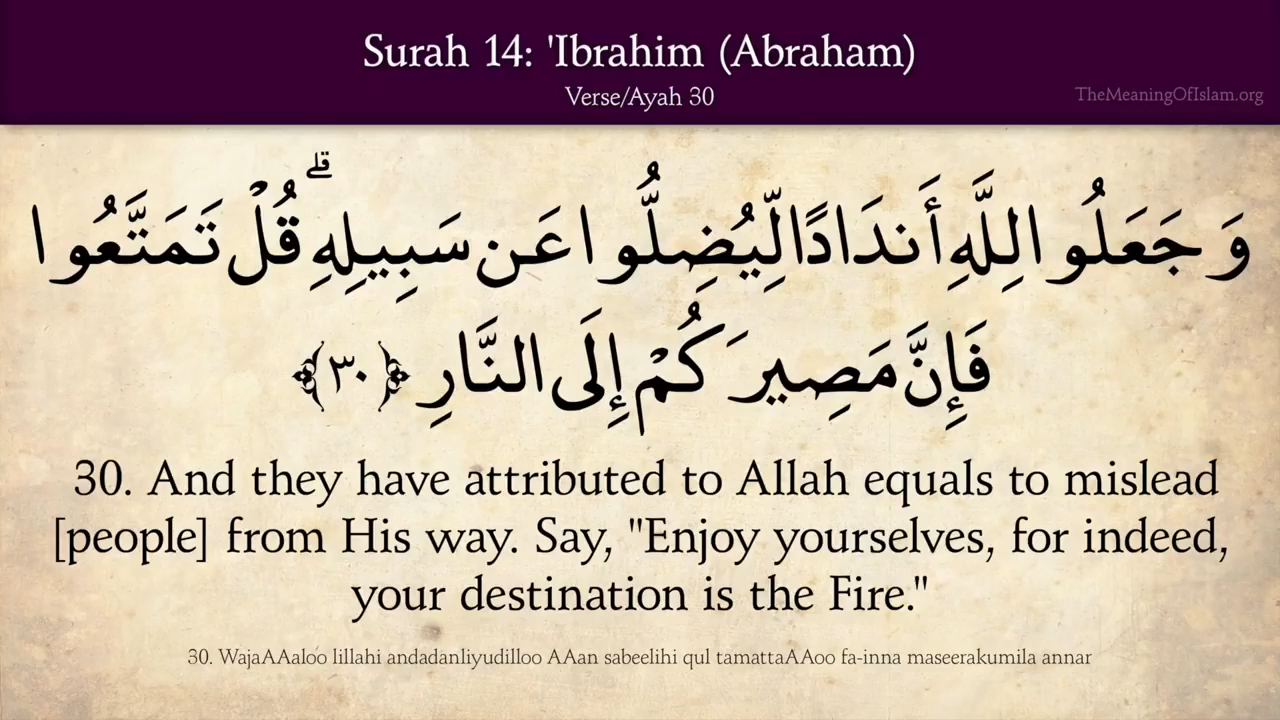 Surah 14: 'Ibrahim (Abraham)
Verse/Ayah 30
TheMeaningOfIslam.org
وَجَعَلُوا لِلَّهِ أَندَادًا لِّيُضِلُّوا عَن سَبِيلِهِ ۗ قُلْ تَمَتَّعُوا
فَإِنَّ مَصِيرَكُمْ إِلَى النَّارِ ﴿٣٠﴾
30. And they have attributed to Allah equals to mislead
[people] from His way. Say, "Enjoy yourselves, for indeed,
your destination is the Fire."
30. WajaAAaloo lillahi andadanliyudilloo AAan sabeelihi qul tamattaAAoo fa-inna maseerakumila annar